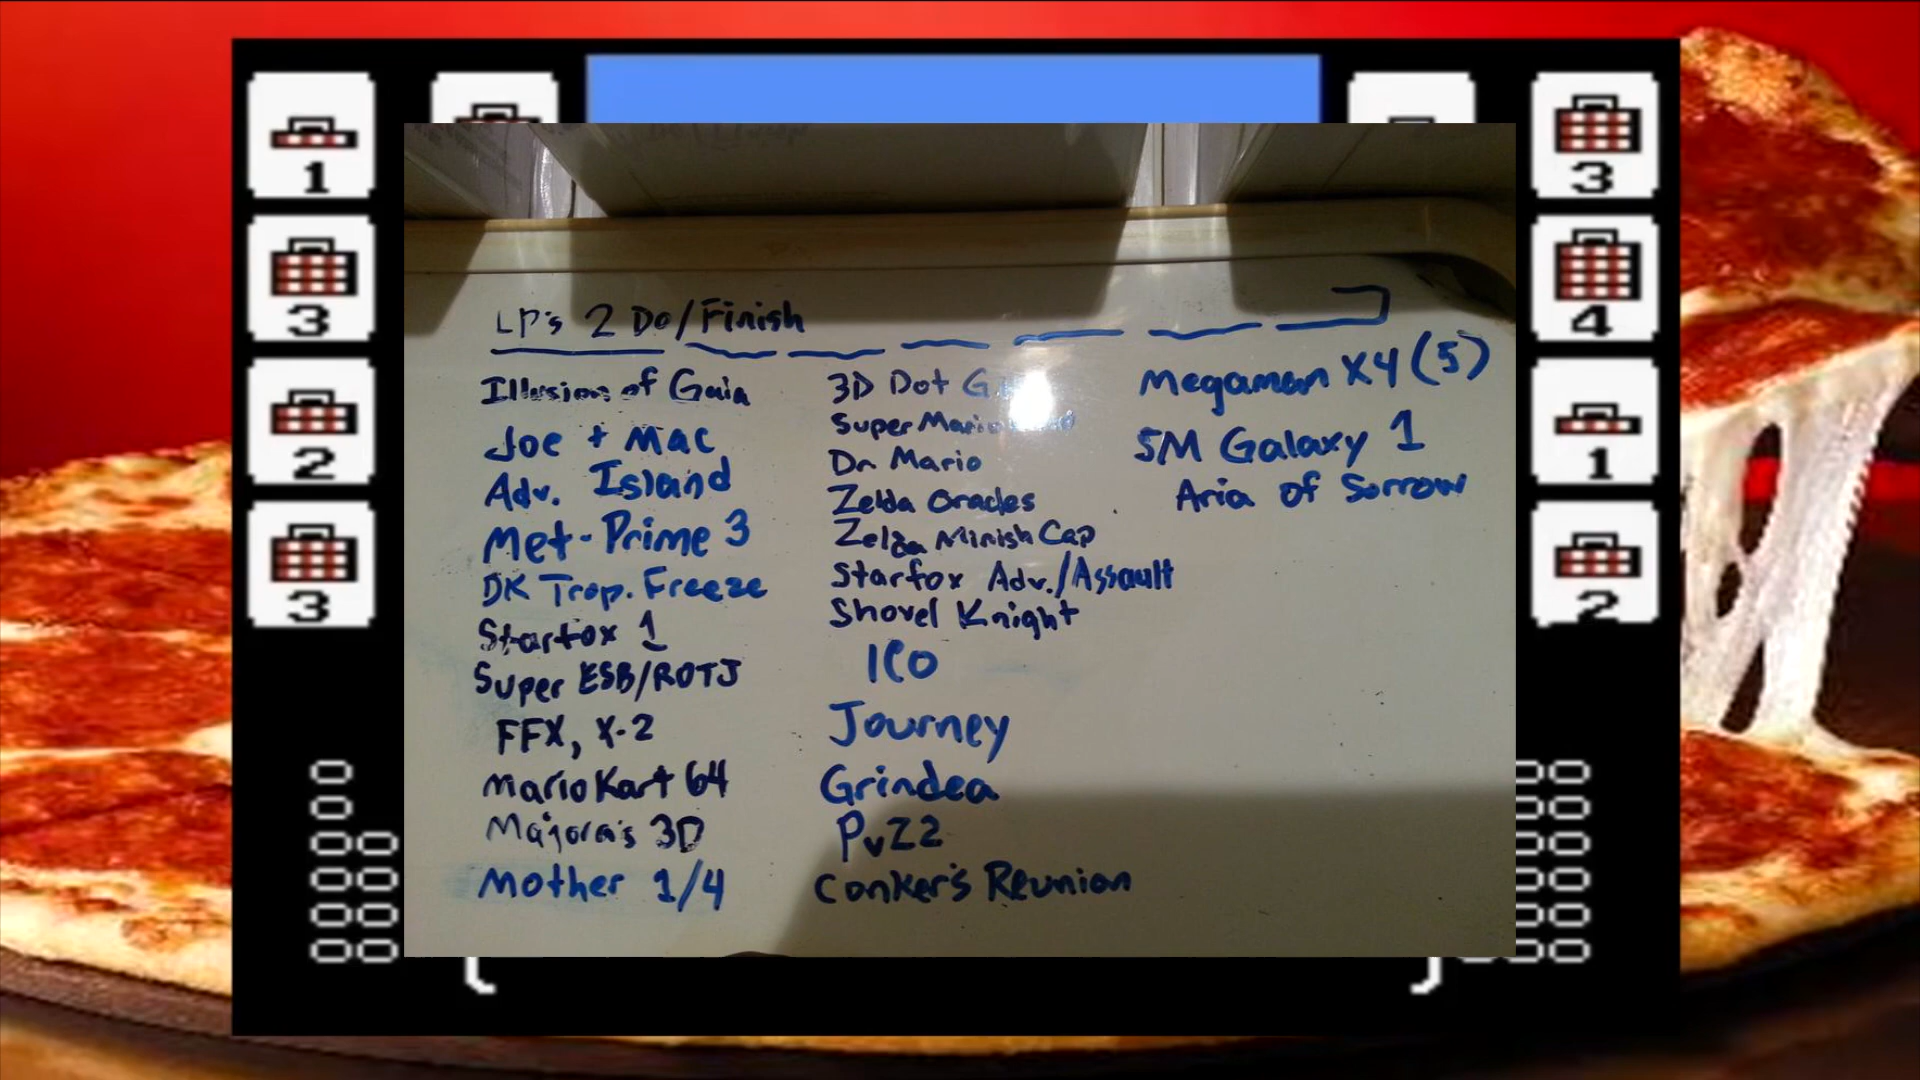 1
3
2
3
3
4
1
2
LP's 2 Do/Finish
Illusion of Gaia
Joe + Mac
Adv. Island
Met-Prime 3
DK Trop. Freeze
Starfox 1
Super ESB/ROTJ
FFX, X-2
Mario Kart 64
Majora's 3D
Mother 1/4
3D Dot
Super Mario
Dr Mario
Zelda Oracles
Zelda Minish Cap
Starfox Adv./Assault
Shovel Knight
ICO
Journey
Grindea
PvZ2
Conker's Reunion
Megaman X4 (5)
SM Galaxy 1
Aria of Sorrow